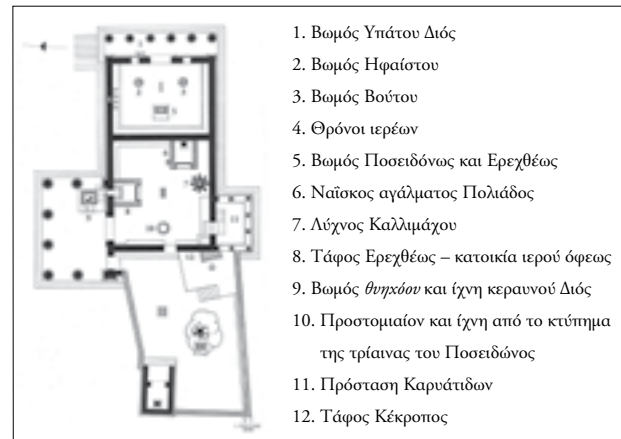 1. Βωμός Υπάτου Διός
2. Βωμός Ηφαίστου
3. Βωμός Βούτου
4. Θρόνοι ιερέων
5. Βωμός Ποσειδόνως και Ερεχθέως
6. Ναΐσκος αγάλματος Πολιάδος
7. Λύχνος Καλλιμάχου
8. Τάφος Ερεχθέως – κατοικία ιερού όφεως
9. Βωμός θυηχόου και ίχνη κεραυνού Διός
10. Προστομιαίον και ίχνη από το κτύπημα
της τρίαινας του Ποσειδώνος
11. Πρόσταση Καρυάτιδων
12. Τάφος Κέκροπος